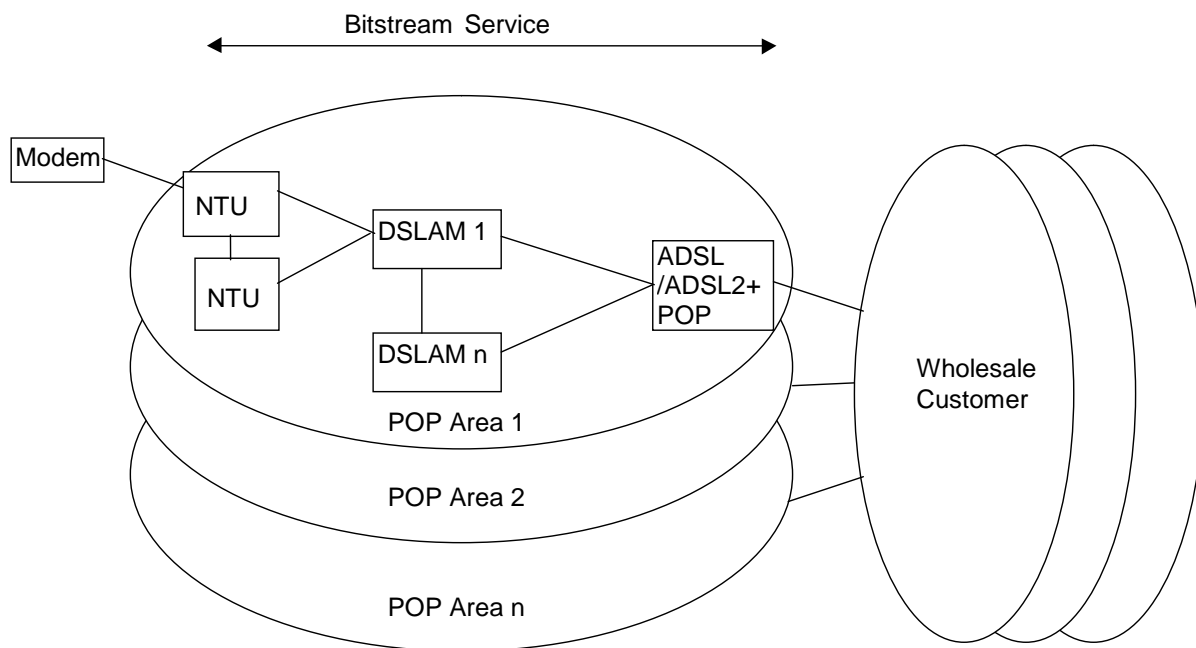 Bitstream Service
Modem
NTU
NTU
DSLAM 1
DSLAM n
ADSL
/ADSL2+
POP
POP Area 1
POP Area 2
POP Area n
Wholesale
Customer